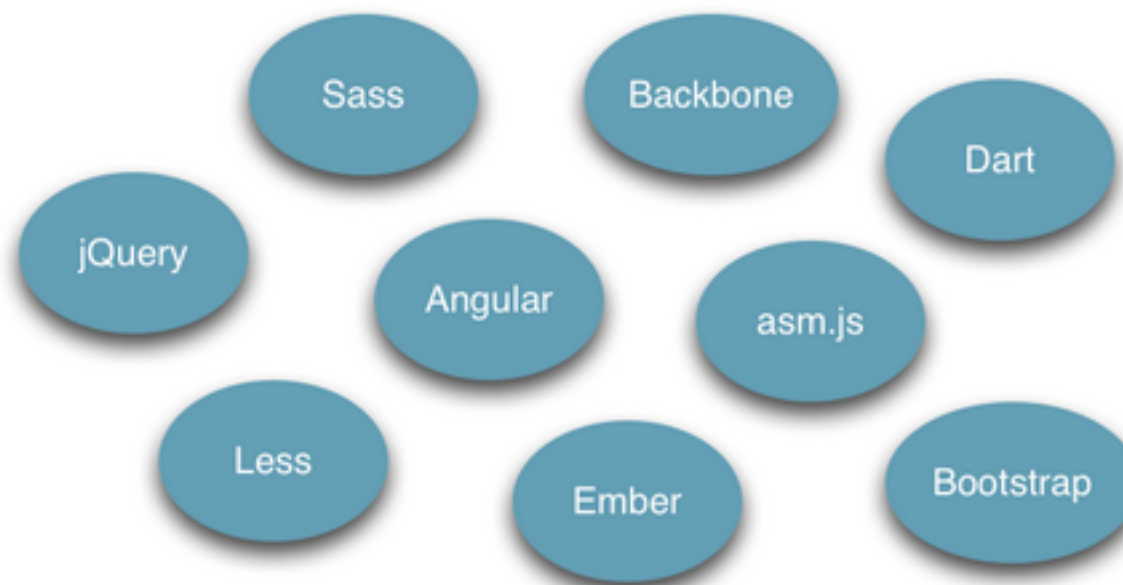 Sass
Backbone
Dart
jQuery
Angular
asm.js
Less
Ember
Bootstrap